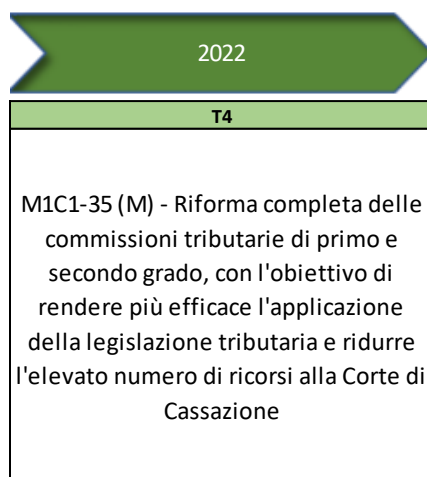 2022
T4
M1C1-35 (M) - Riforma completa delle
commissioni tributarie di primo e
secondo grado, con l'obiettivo di
rendere più efficace l'applicazione
della legislazione tributaria e ridurre
l'elevato numero di ricorsi alla Corte di
Cassazione